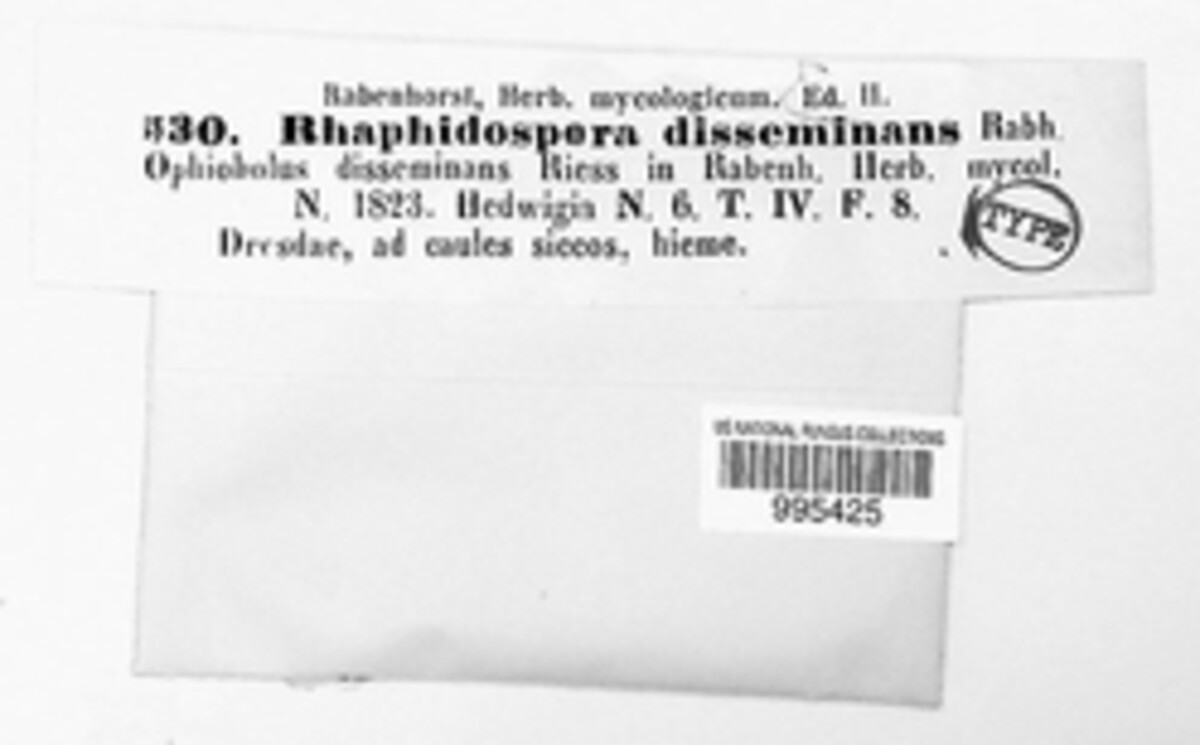 Rabenhorst, Herb. mycologicum. Ed. II.
530. Rhaphidospora disseminans Rabh.
Ophiobolus disseminans Riess in Rabenh. Herb. mycol.
N. 1823. Hedwigia N. 6. T. IV. F. 8.
TYPE
Dresdae, ad caules siccos, hieme.
US NATIONAL FUNGUS COLLECTIONS
995425